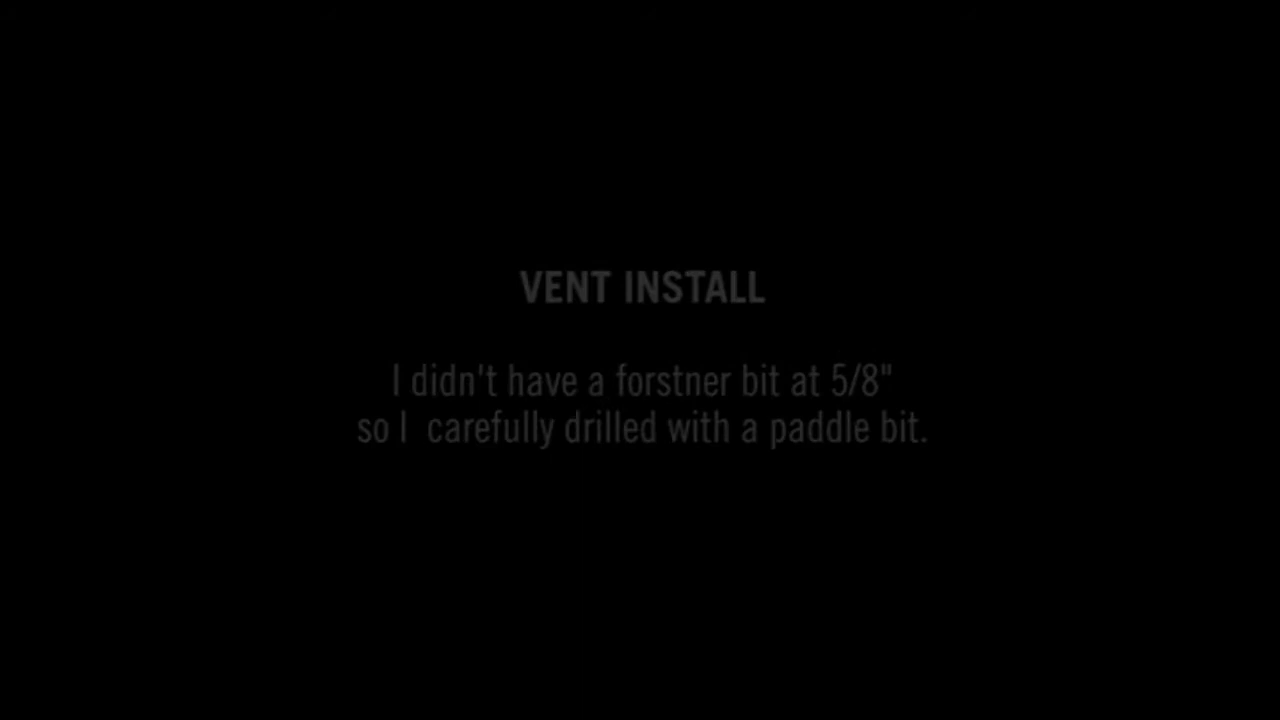 VENT INSTALL
I didn't have a forstner bit at 5/8"
so I  carefully drilled with a paddle bit.